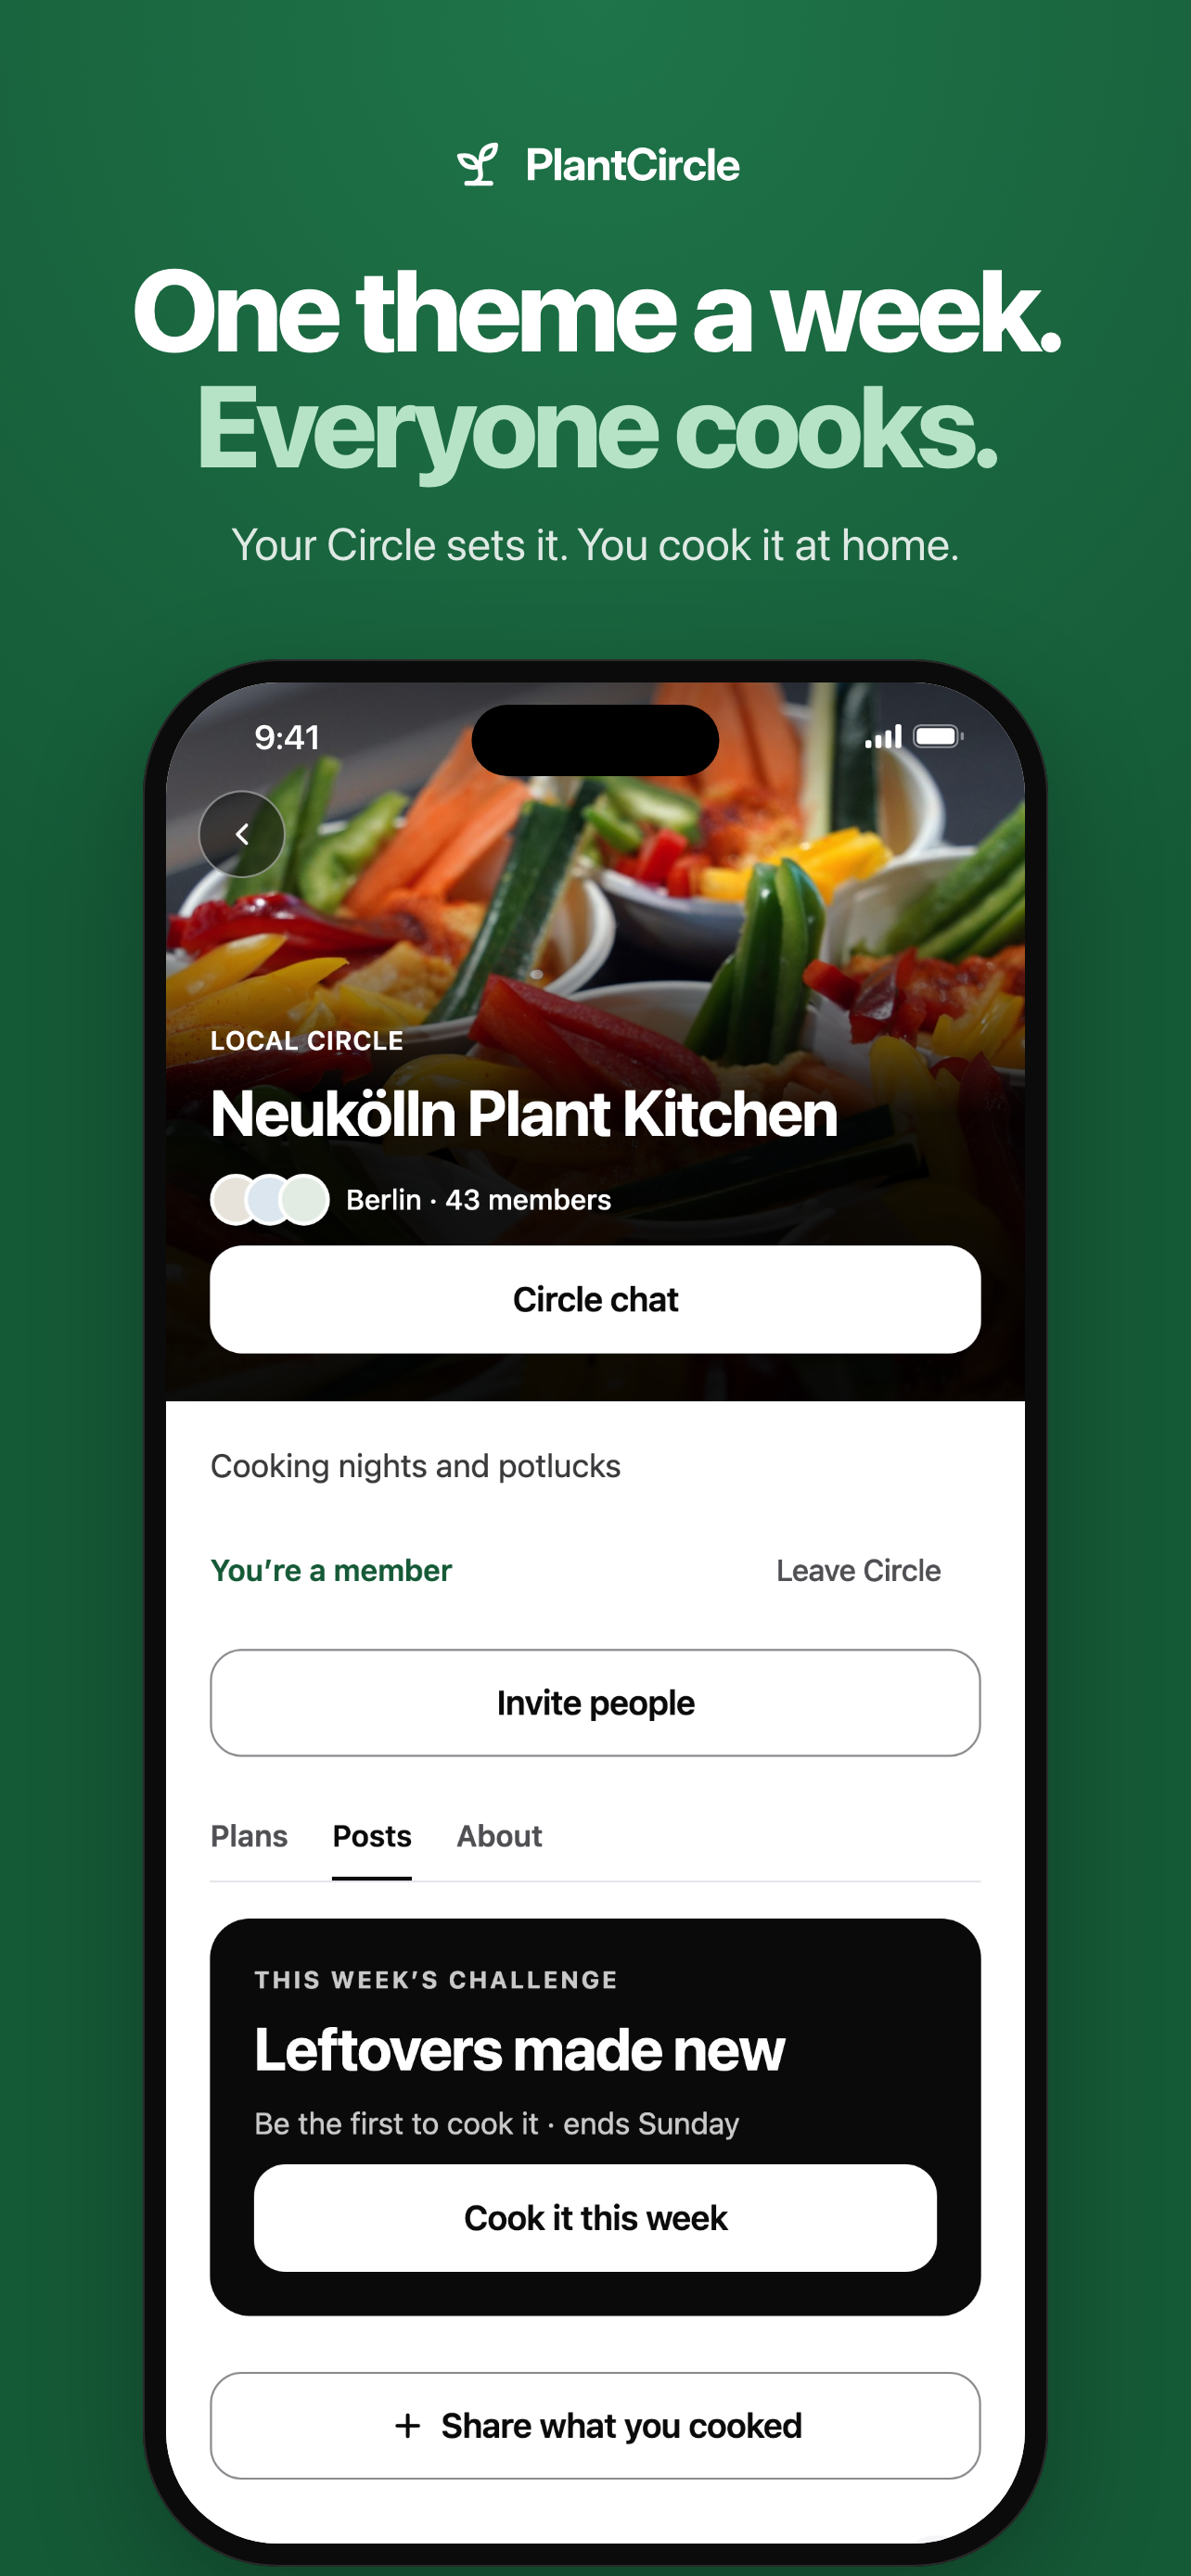 PlantCircle
One theme a week.
Everyone cooks.
Your Circle sets it. You cook it at home.
9:41
LOCAL CIRCLE
Neukölln Plant Kitchen
Berlin · 43 members
Circle chat
Cooking nights and potlucks
You’re a member
Leave Circle
Invite people
Plans
Posts
About
THIS WEEK’S CHALLENGE
Leftovers made new
Be the first to cook it · ends Sunday
Cook it this week
+ Share what you cooked